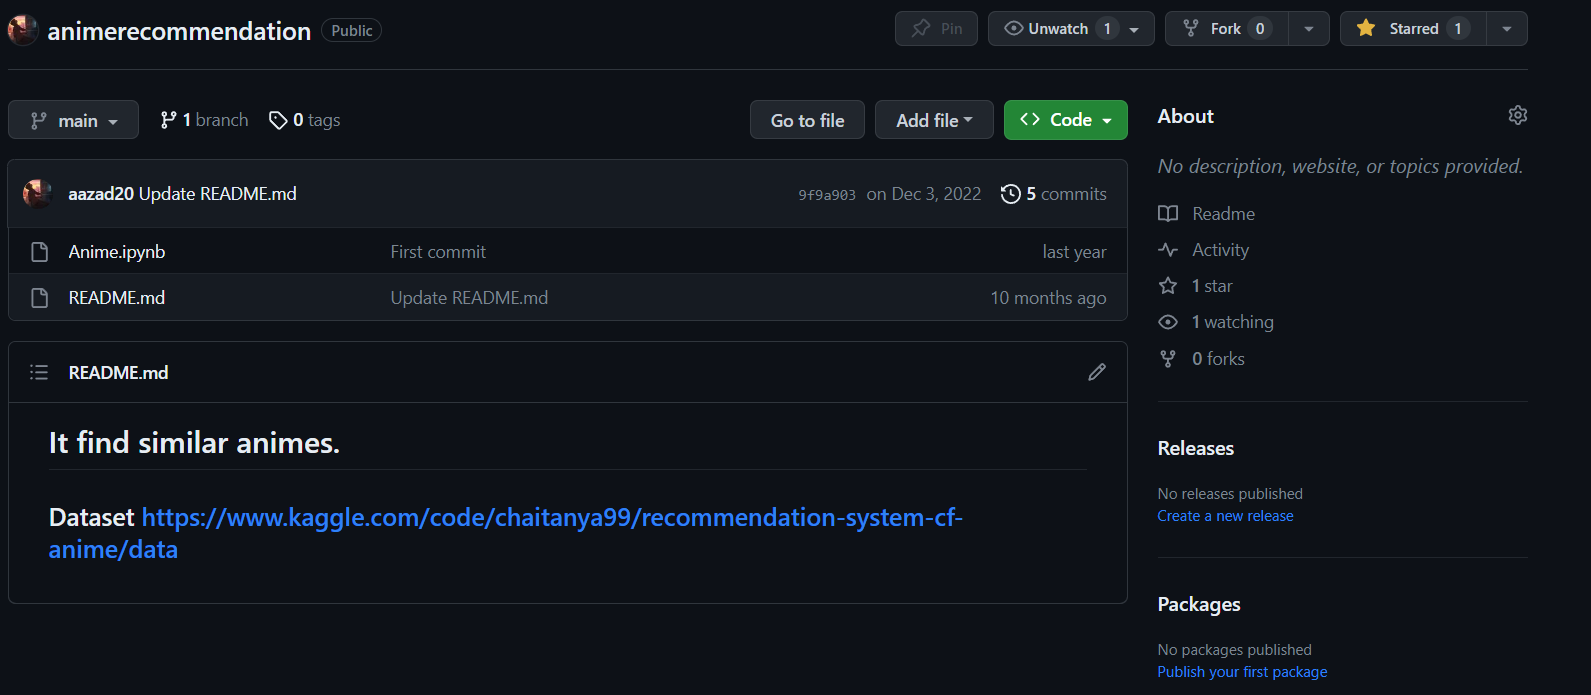 animerecommendation Public Pin Unwatch 1 Fork 0 Starred 1
main 1 branch 0 tags Go to file Add file Code
aazad20 Update README.md 9f9a903 on Dec 3, 2022 5 commits
Anime.ipynb First commit last year
README.md Update README.md 10 months ago
README.md
It find similar animes.
Dataset https://www.kaggle.com/code/chaitanya99/recommendation-system-cf-
anime/data
About
No description, website, or topics provided.
Readme
Activity
1 star
1 watching
0 forks
Releases
No releases published
Create a new release
Packages
No packages published
Publish your first package